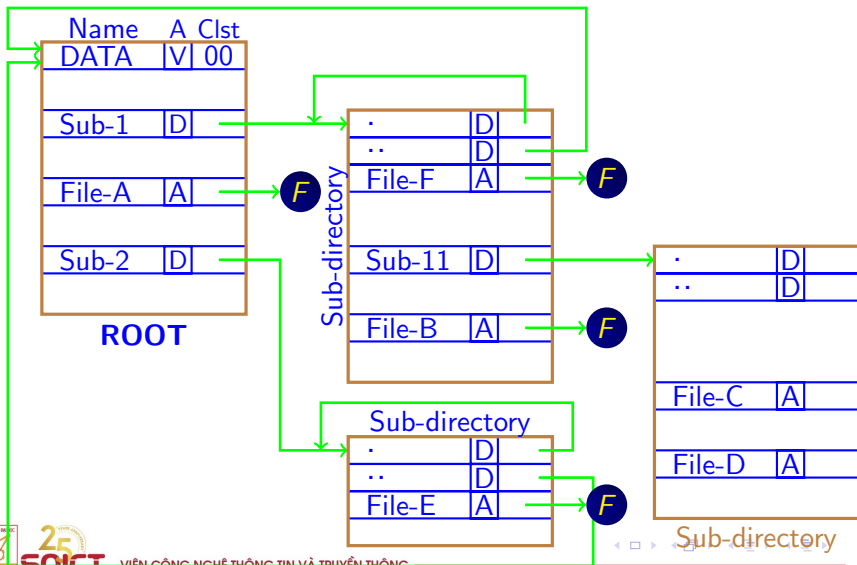 Name A Clst
DATA V 00
Sub-1 D
File-A A
F
Sub-2 D
ROOT
Sub-directory
. D
.. D
File-F A
F
Sub-11 D
File-B A
F
Sub-directory
. D
.. D
File-E A
F
. D
.. D
File-C A
File-D A
Sub-directory
25
SOICT VIỆN CÔNG NGHỆ THÔNG TIN VÀ TRUYỀN THÔNG